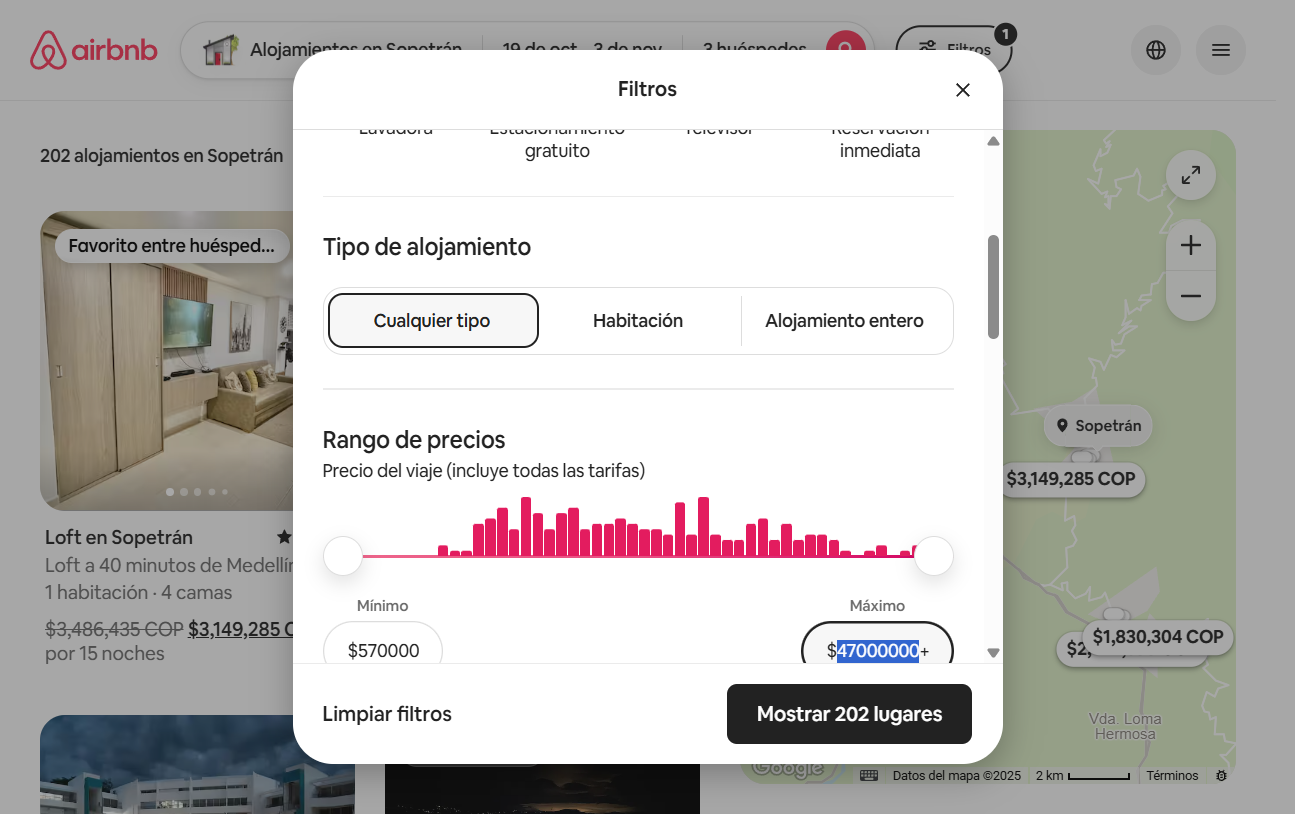 airbnb
Alojamientos en Sopetrán
19 de oct – 3 de nov
3 huéspedes
Filtros
1
202 alojamientos en Sopetrán
Favorito entre huésped...
Loft en Sopetrán
Loft a 40 minutos de Medellín
1 habitación · 4 camas
$3,486,435 COP $3,149,285 C
por 15 noches
Filtros
Lavadora
Estacionamiento
gratuito
Televisor
Reservación
inmediata
Tipo de alojamiento
Cualquier tipo
Habitación
Alojamiento entero
Rango de precios
Precio del viaje (incluye todas las tarifas)
Mínimo
Máximo
$570000
$47000000+
Limpiar filtros
Mostrar 202 lugares
Sopetrán
$3,149,285 COP
$1,830,304 COP
Vda. Loma
Hermosa
Google
Datos del mapa ©2025
2 km
Términos